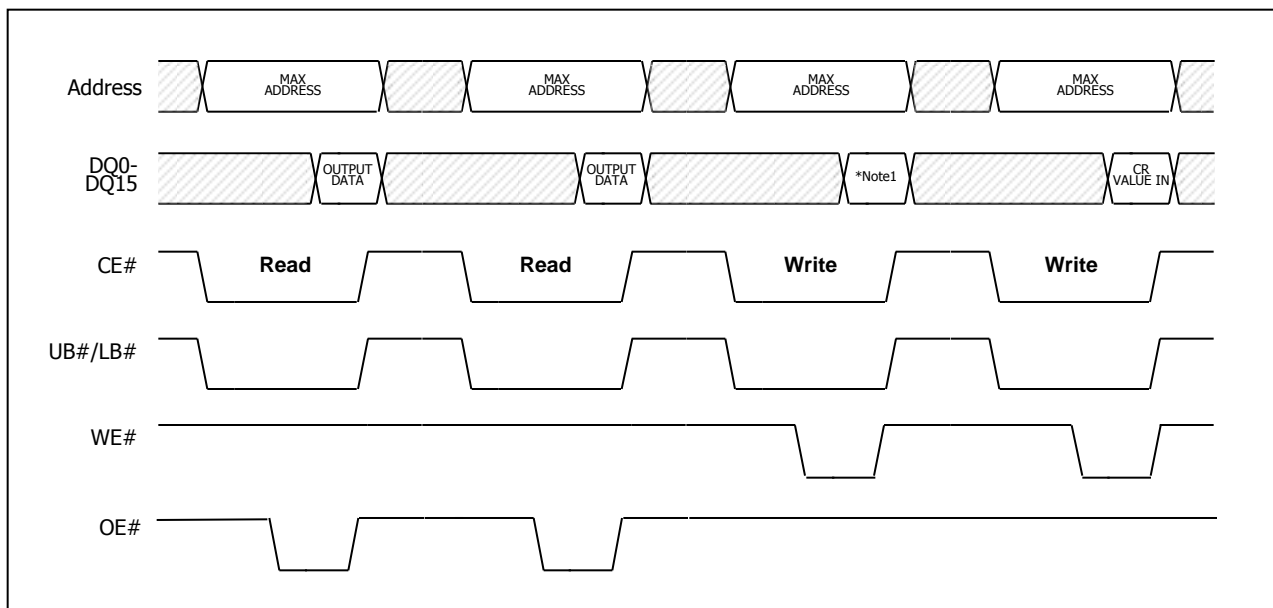 Address
MAX
ADDRESS
MAX
ADDRESS
MAX
ADDRESS
MAX
ADDRESS
DQ0-
DQ15
OUTPUT
DATA
OUTPUT
DATA
*Note1
CR
VALUE IN
CE#
Read
Read
Write
Write
UB#/LB#
WE#
OE#